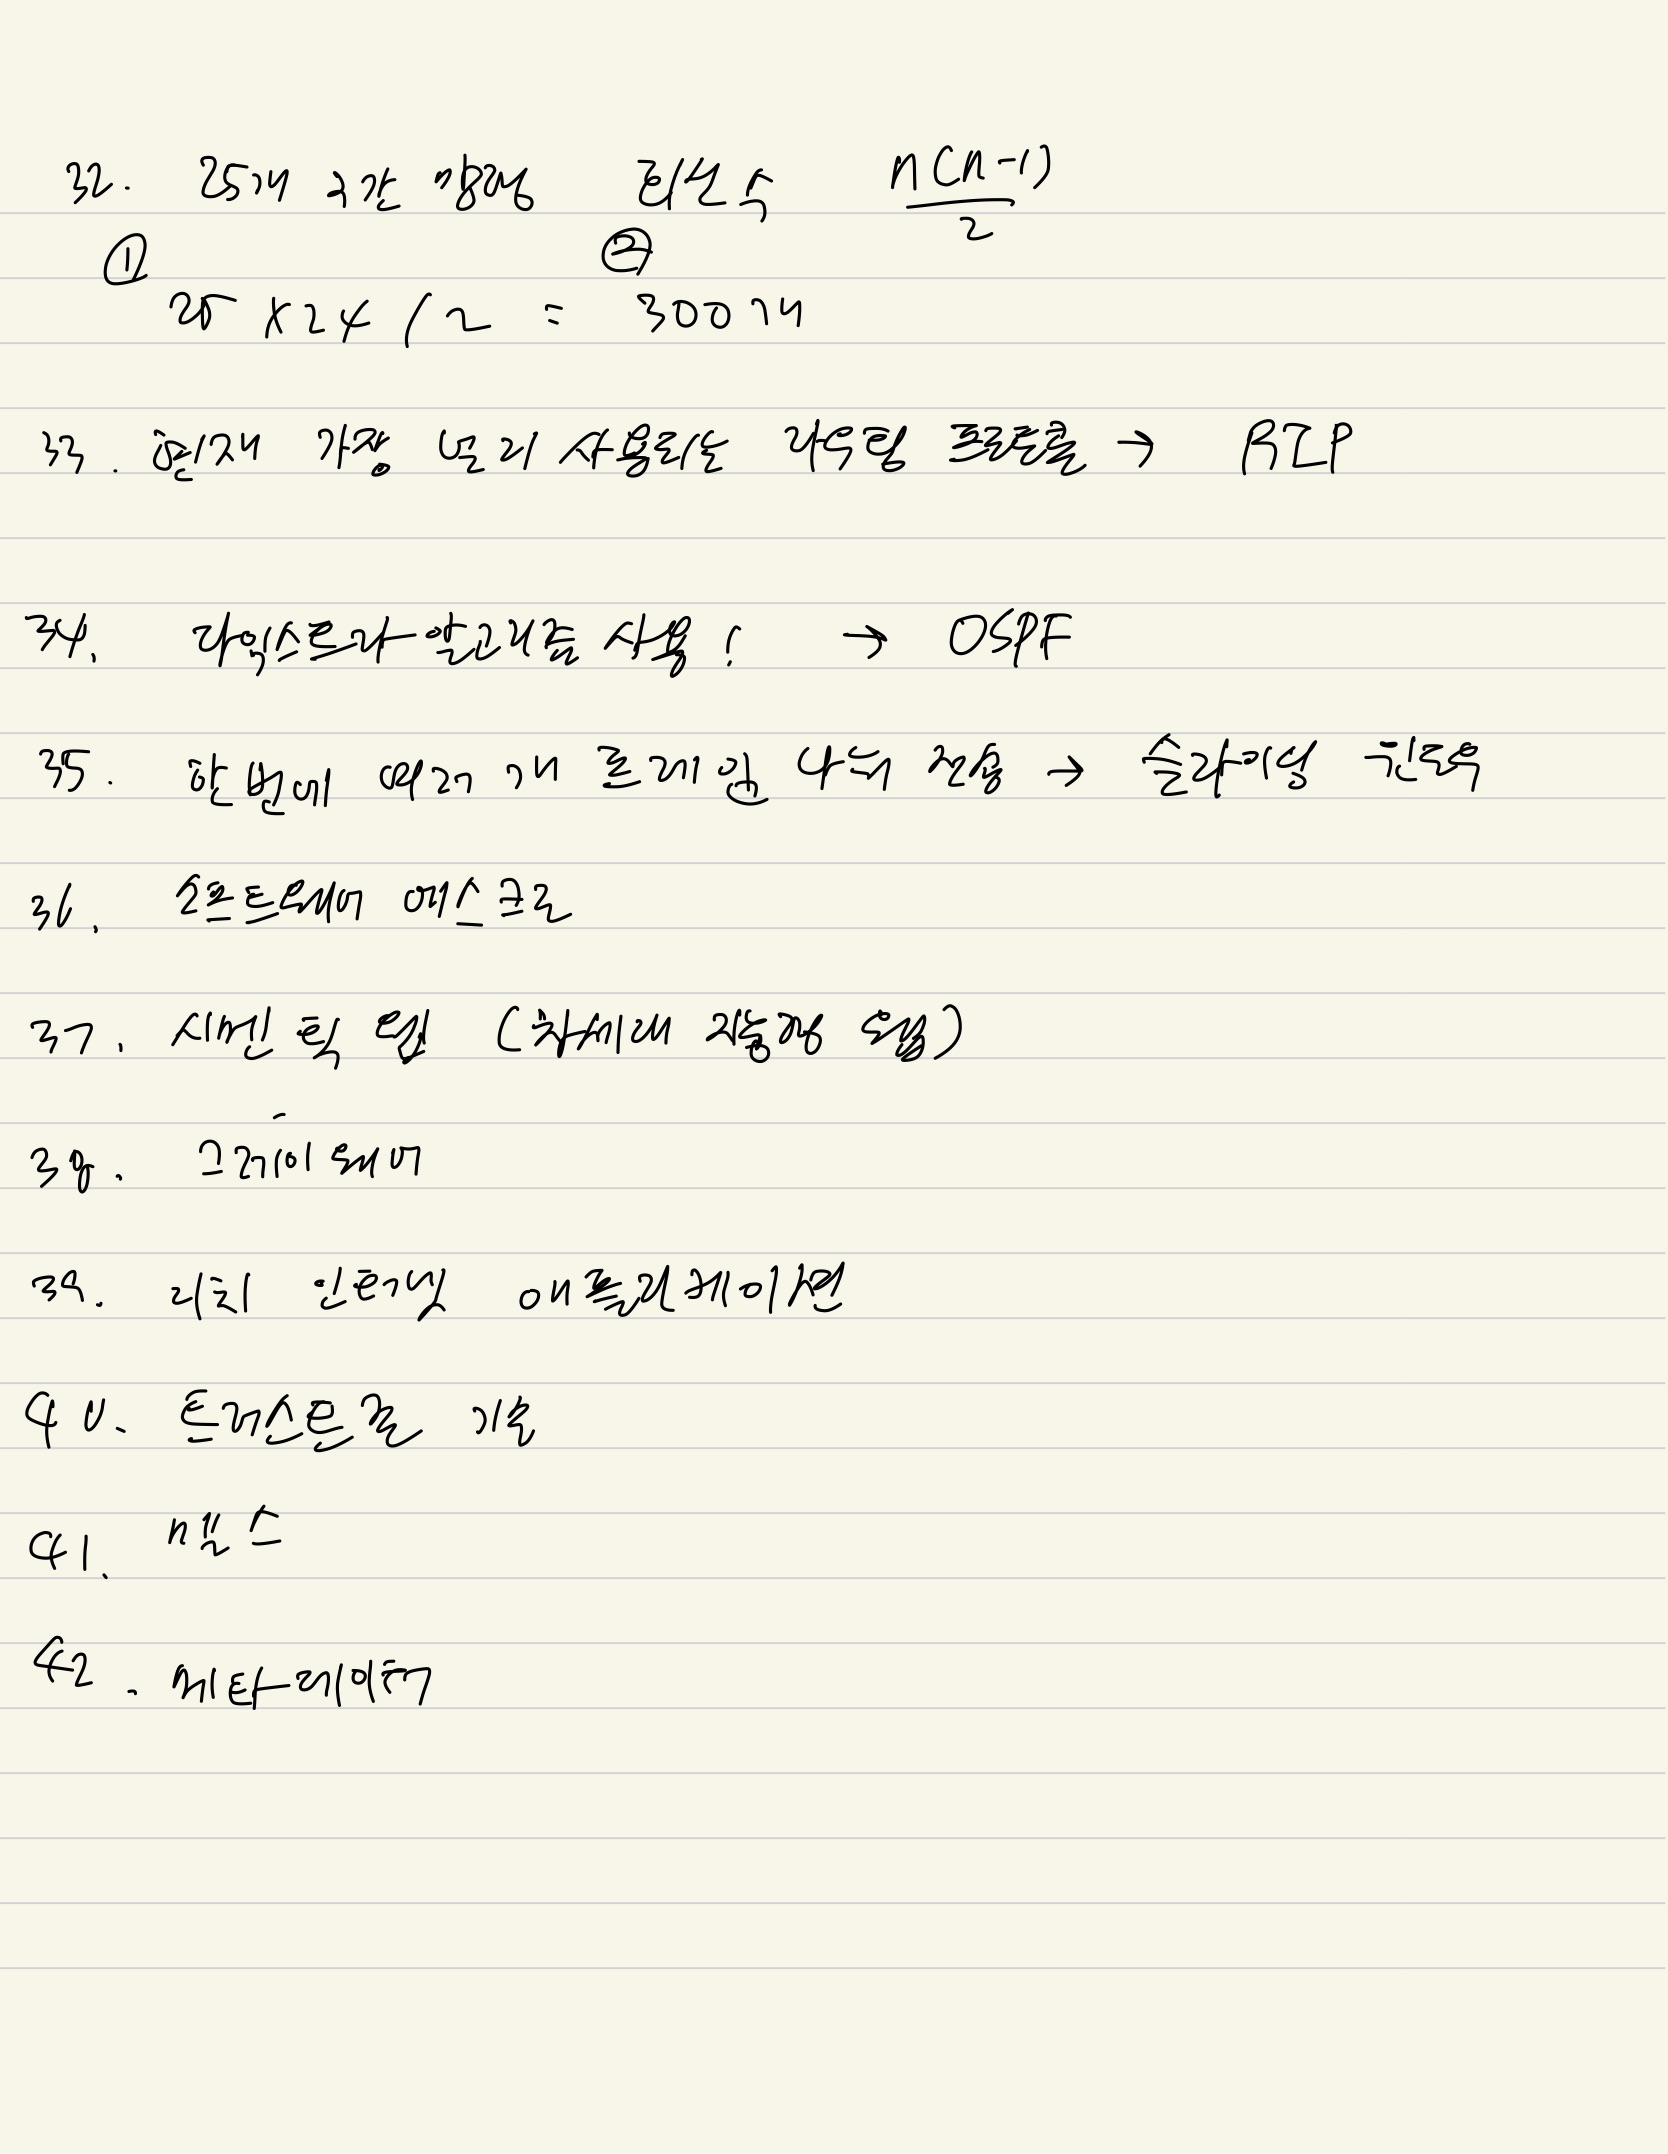 32. 25개 국간 망형 회선 수 n(n-1)/2
① ②
25 x 24 / 2 = 300개
33. 현재 가장 널리 사용되는 라우팅 프로토콜 → RIP
34. 다익스트라 알고리즘 사용! → OSPF
35. 한번에 여러 개 프레임 나눠 전송 → 슬라이딩 윈도우
36. 소프트웨어 에스크로
37. 시멘틱 웹 (차세대 지능형 웹)
38. 그레이웨어
39. 리치 인터넷 애플리케이션
40. 트러스트존 기술
41. n 스
42. 메타데이터